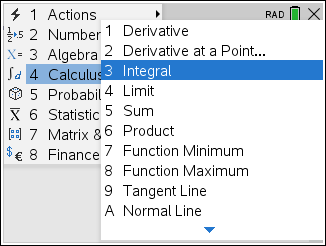 1 Actions
2 Number
3 Algebra
4 Calculus
5 Probabi
6 Statistic
7 Matrix &
8 Finance
RAD
1 Derivative
2 Derivative at a Point...
3 Integral
4 Limit
5 Sum
6 Product
7 Function Minimum
8 Function Maximum
9 Tangent Line
A Normal Line